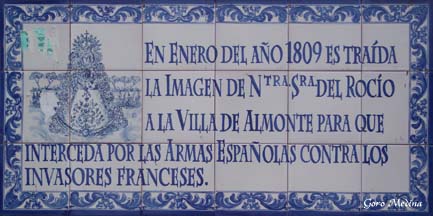 EN ENERO DEL AÑO 1809 ES TRAÍDA
LA IMAGEN DE NTRA. SRA. DEL ROCÍO
A LA VILLA DE ALMONTE PARA QUE
INTERCEDA POR LAS ARMAS ESPAÑOLAS CONTRA LOS
INVASORES FRANCESES.
Goro Medina